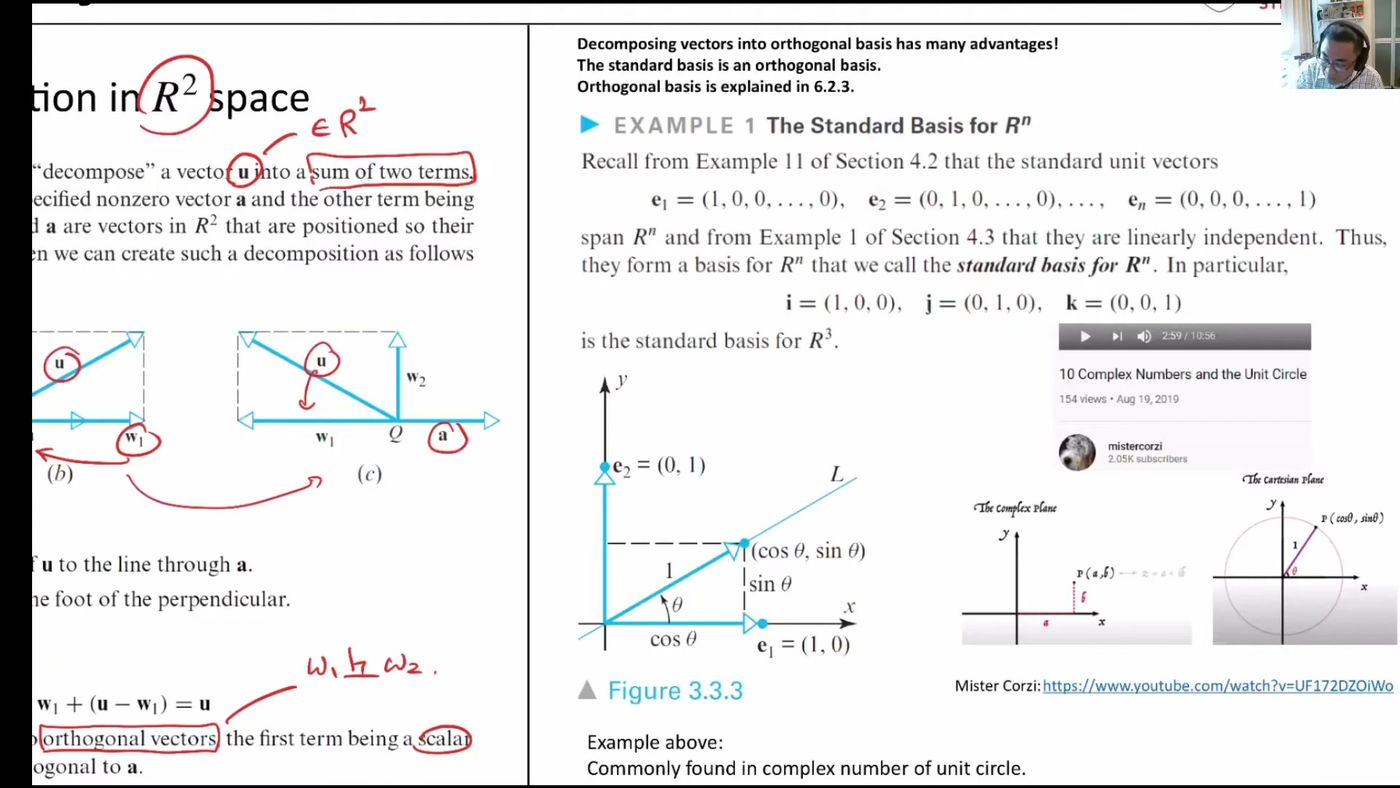 tion in R² space
∈ R²
"decompose" a vector u into a sum of two terms,
ecified nonzero vector a and the other term being
d a are vectors in R² that are positioned so their
en we can create such a decomposition as follows
u
w₁
(b)
u
w₂
w₁
Q
a
(c)
u to the line through a.
he foot of the perpendicular.
w₁ ⊥ w₂.
w₁ + (u − w₁) = u
orthogonal vectors, the first term being a scalar
ogonal to a.
Decomposing vectors into orthogonal basis has many advantages!
The standard basis is an orthogonal basis.
Orthogonal basis is explained in 6.2.3.
▶ EXAMPLE 1 The Standard Basis for Rⁿ
Recall from Example 11 of Section 4.2 that the standard unit vectors
e₁ = (1, 0, 0, . . . , 0), e₂ = (0, 1, 0, . . . , 0), . . . , eₙ = (0, 0, 0, . . . , 1)
span Rⁿ and from Example 1 of Section 4.3 that they are linearly independent. Thus,
they form a basis for Rⁿ that we call the standard basis for Rⁿ. In particular,
i = (1, 0, 0), j = (0, 1, 0), k = (0, 0, 1)
is the standard basis for R³.
2:59 / 10:56
10 Complex Numbers and the Unit Circle
154 views • Aug 19, 2019
mistercorzi
2.05K subscribers
y
e₂ = (0, 1)
L
(cos θ, sin θ)
1
sin θ
θ
x
cos θ
e₁ = (1, 0)
▲ Figure 3.3.3
The Complex Plane
y
P(a,b)
b
a
x
The Cartesian Plane
y
P(cosθ, sinθ)
1
θ
x
Mister Corzi: https://www.youtube.com/watch?v=UF172DZOiWo
Example above:
Commonly found in complex number of unit circle.